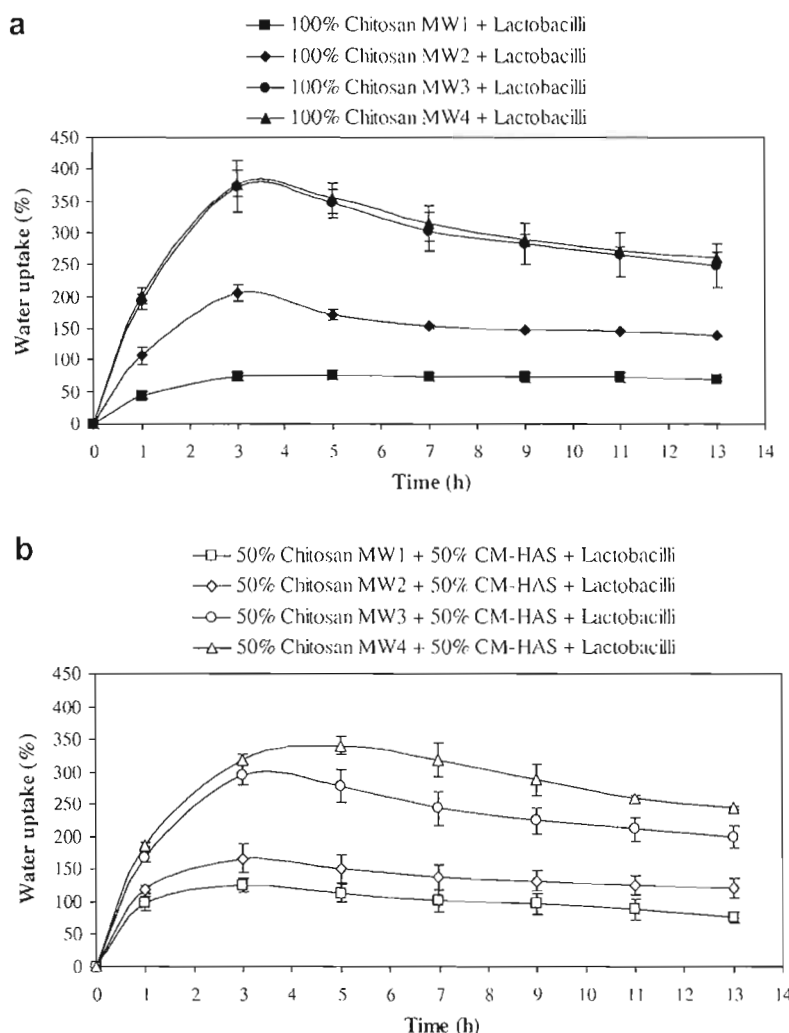 a
100% Chitosan MW1 + Lactobacilli
100% Chitosan MW2 + Lactobacilli
100% Chitosan MW3 + Lactobacilli
100% Chitosan MW4 + Lactobacilli
Water uptake (%)
450
400
350
300
250
200
150
100
50
0
0 1 2 3 4 5 6 7 8 9 10 11 12 13 14
Time (h)
b
50% Chitosan MW1 + 50% CM-HAS + Lactobacilli
50% Chitosan MW2 + 50% CM-HAS + Lactobacilli
50% Chitosan MW3 + 50% CM-HAS + Lactobacilli
50% Chitosan MW4 + 50% CM-HAS + Lactobacilli
Water uptake (%)
450
400
350
300
250
200
150
100
50
0
0 1 2 3 4 5 6 7 8 9 10 11 12 13 14
Time (h)